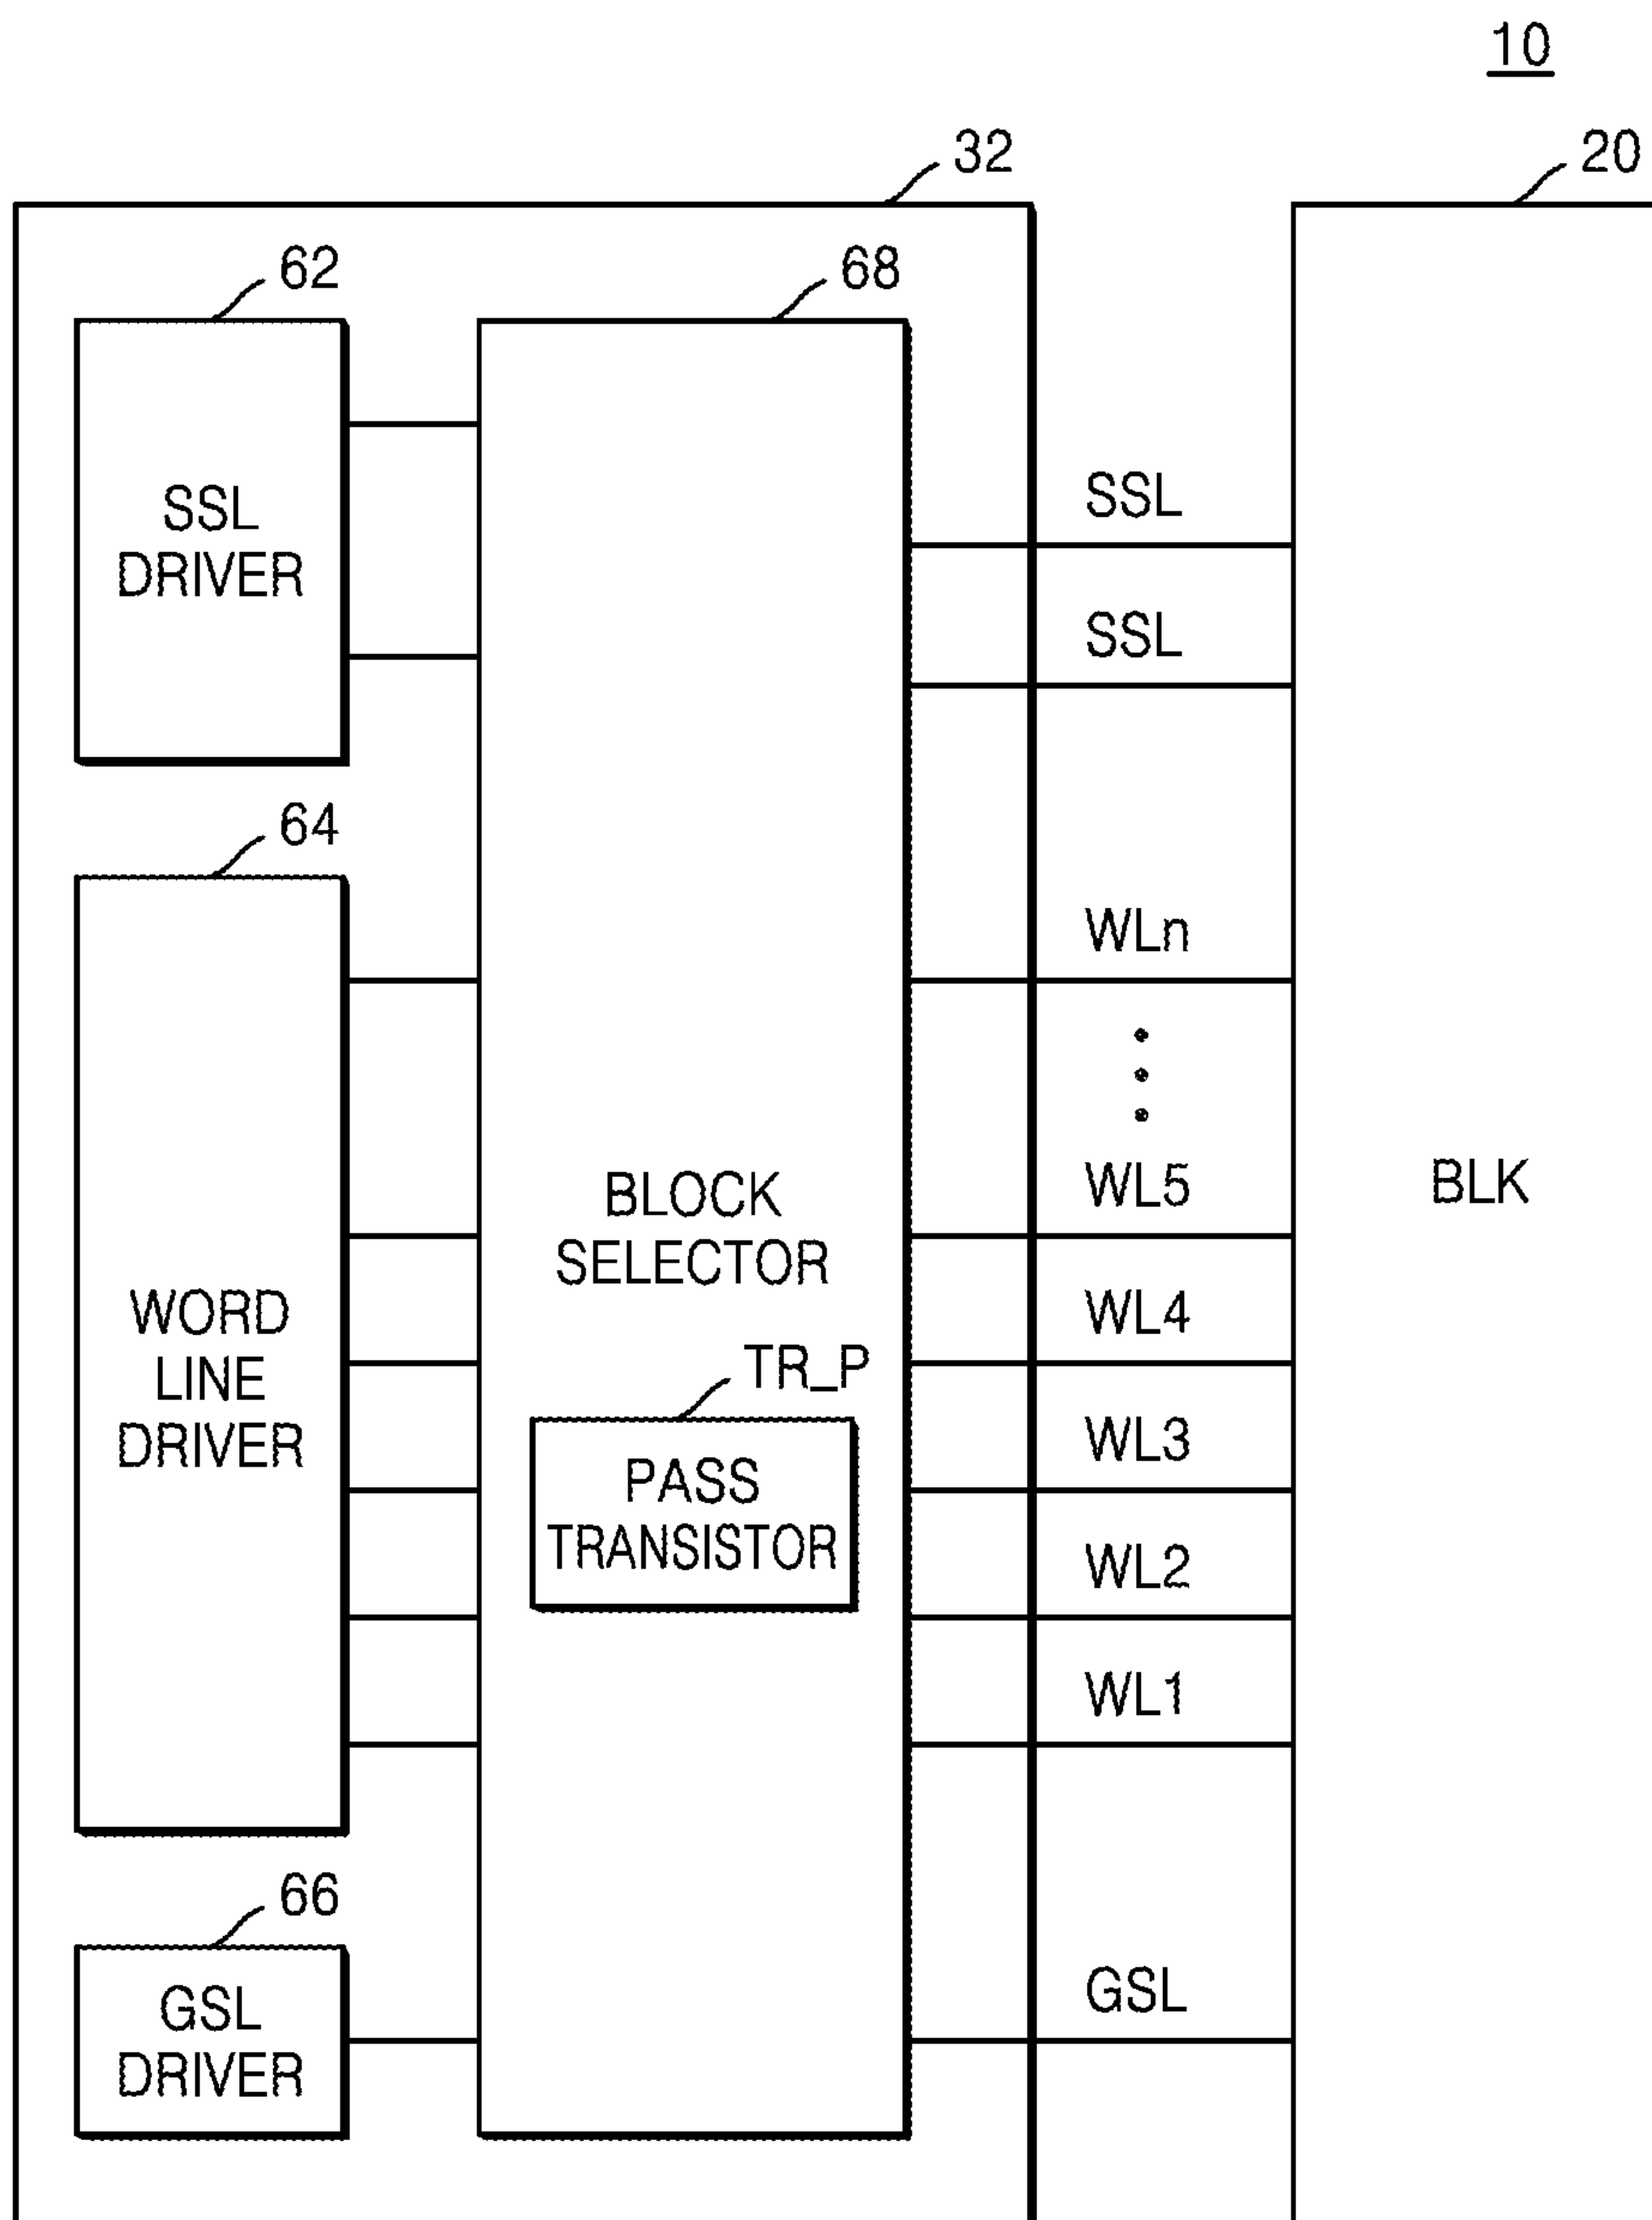 10
32
20
62
68
SSL
DRIVER
SSL
SSL
64
WLn
WL5
BLOCK
SELECTOR
BLK
WORD
LINE
DRIVER
WL4
TR_P
WL3
PASS
TRANSISTOR
WL2
WL1
66
GSL
DRIVER
GSL